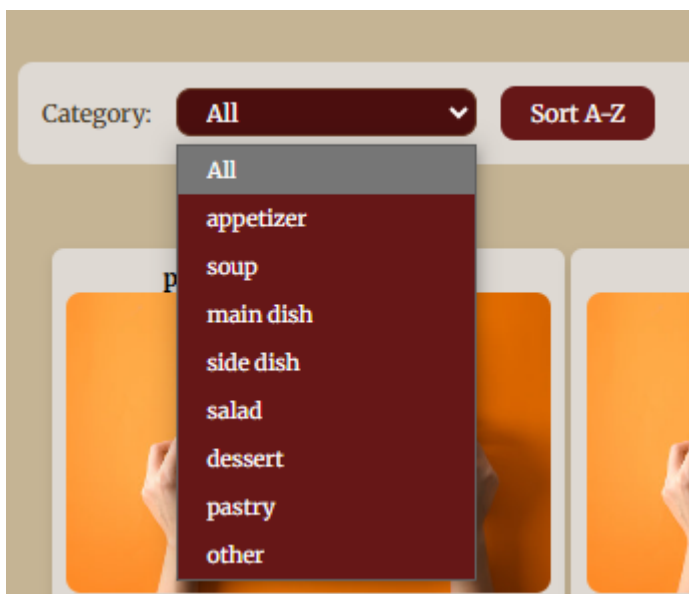 Category:
All
Sort A-Z
All
appetizer
soup
p
main dish
side dish
salad
dessert
pastry
other